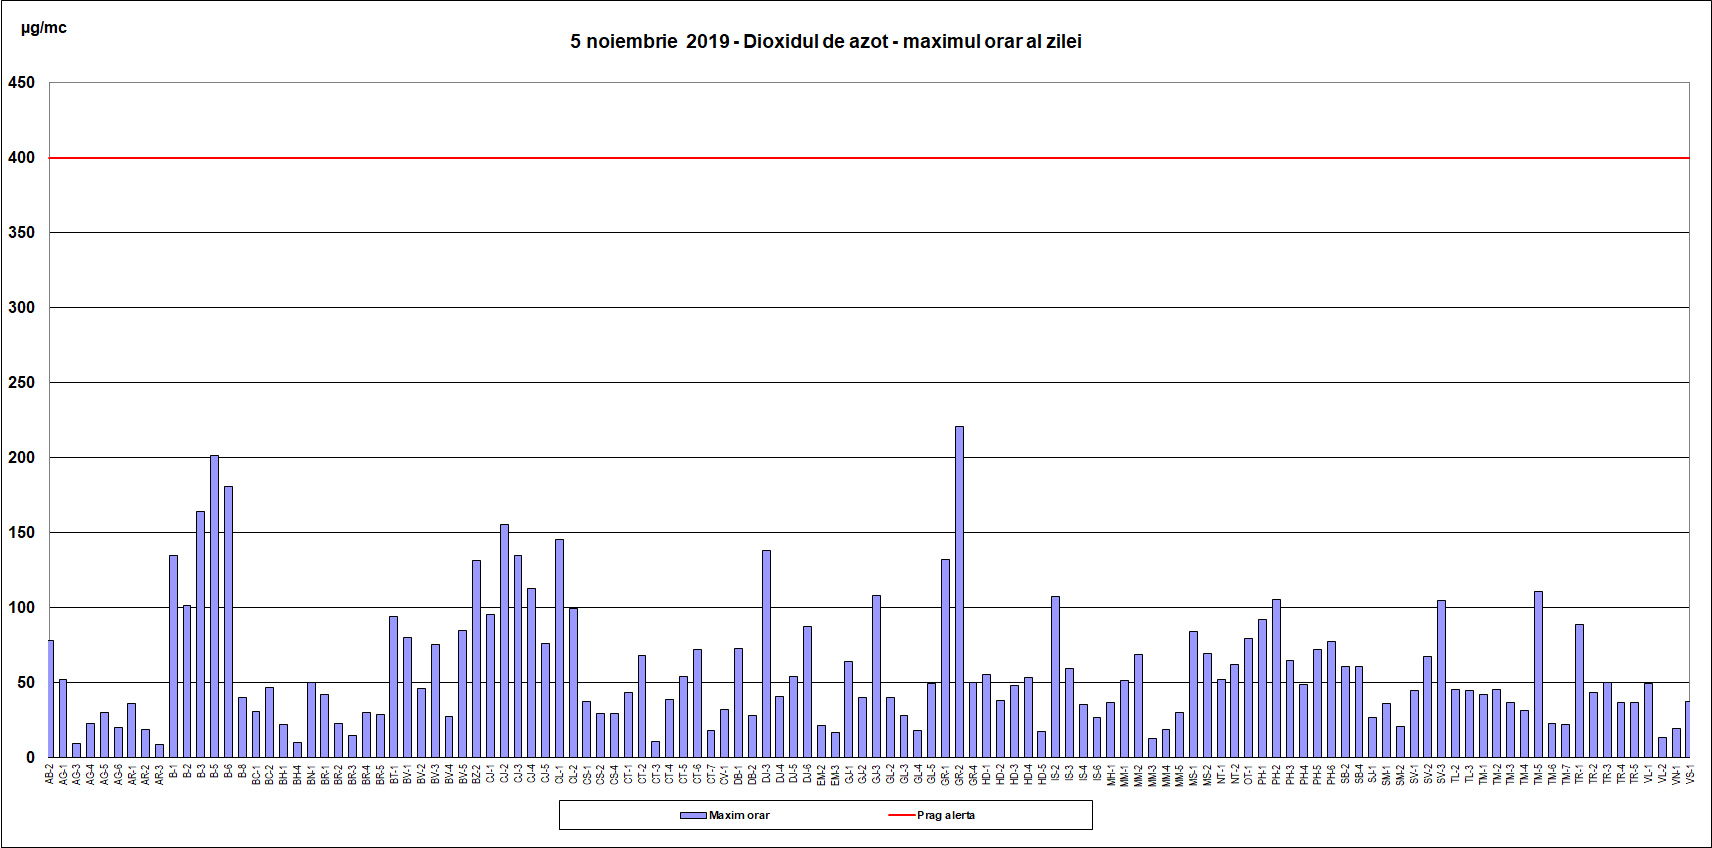 µg/mc
5 noiembrie 2019 - Dioxidul de azot - maximul orar al zilei
450
400
350
300
250
200
150
100
50
0
AB-2 AG-1 AG-3 AG-4 AG-5 AG-6 AR-1 AR-2 AR-3 B-1 B-2 B-3 B-5 B-6 B-8 BC-1 BC-2 BH-1 BH-4 BN-1 BR-1 BR-2 BR-3 BR-4 BR-5 BT-1 BV-1 BV-2 BV-3 BV-4 BV-5 BZ-2 CJ-1 CJ-2 CJ-3 CJ-4 CJ-5 CL-1 CL-2 CS-1 CS-2 CS-4 CT-1 CT-2 CT-3 CT-4 CT-5 CT-6 CT-7 CV-1 DB-1 DB-2 DJ-3 DJ-4 DJ-5 DJ-6 EM-2 EM-3 GJ-1 GJ-2 GJ-3 GL-2 GL-3 GL-4 GL-5 GR-1 GR-2 GR-4 HD-1 HD-2 HD-3 HD-4 HD-5 IS-2 IS-3 IS-4 IS-6 MH-1 MM-1 MM-2 MM-3 MM-4 MM-5 MS-1 MS-2 NT-1 NT-2 OT-1 PH-1 PH-2 PH-3 PH-4 PH-5 PH-6 SB-2 SB-4 SJ-1 SM-1 SM-2 SV-1 SV-2 SV-3 TL-2 TL-3 TM-1 TM-2 TM-3 TM-4 TM-5 TM-6 TM-7 TR-1 TR-2 TR-3 TR-4 TR-5 VL-1 VL-2 VN-1 VS-1
Maxim orar
Prag alerta